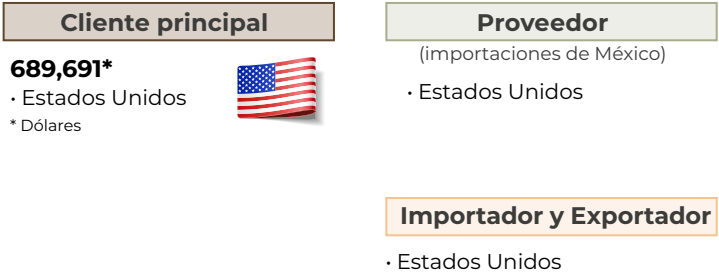 Cliente principal
689,691*
• Estados Unidos
* Dólares
Proveedor
(importaciones de México)
• Estados Unidos
Importador y Exportador
• Estados Unidos